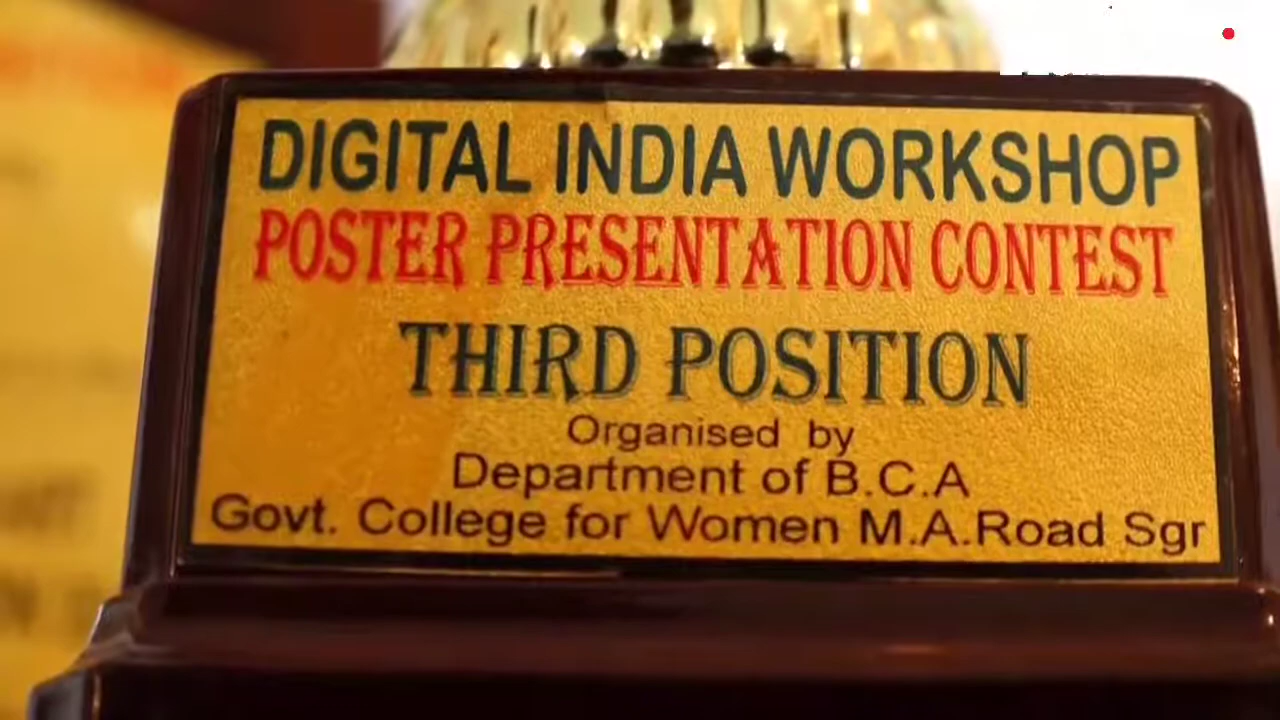 DIGITAL INDIA WORKSHOP
POSTER PRESENTATION CONTEST
THIRD POSITION
Organised by
Department of B.C.A
Govt. College for Women M.A.Road Sgr